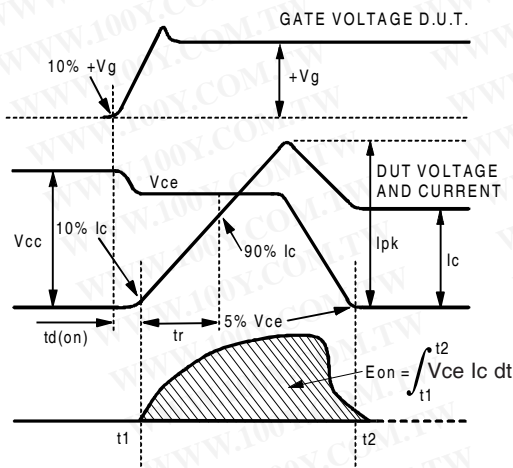 WWW.100Y.COM.TW
GATE VOLTAGE D.U.T.
10% +Vg
+Vg
Vce
DUT VOLTAGE
AND CURRENT
10% Ic
Vcc
90% Ic
Ipk
Ic
td(on)
tr
5% Vce
Eon = ∫ t1 t2 Vce Ic dt
t1
t2